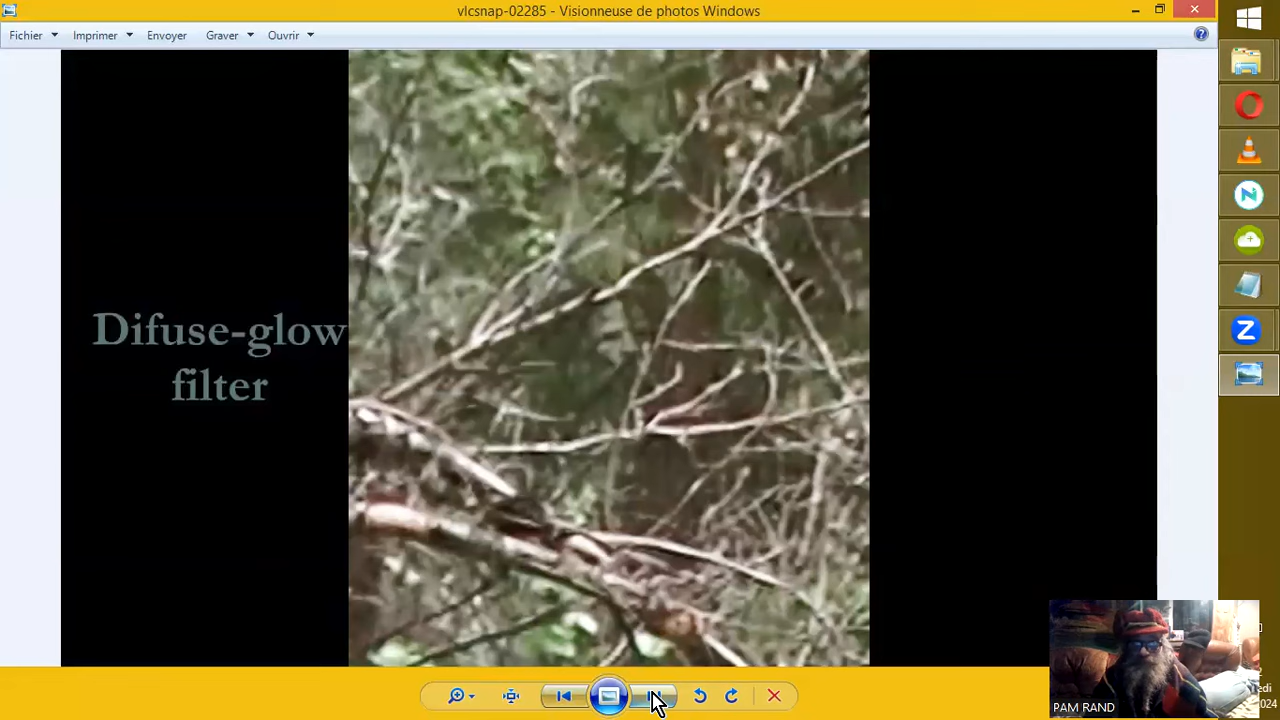 vlcsnap-02285 - Visionneuse de photos Windows
Fichier Imprimer Envoyer Graver Ouvrir
Difuse-glow
filter
PAM RAND